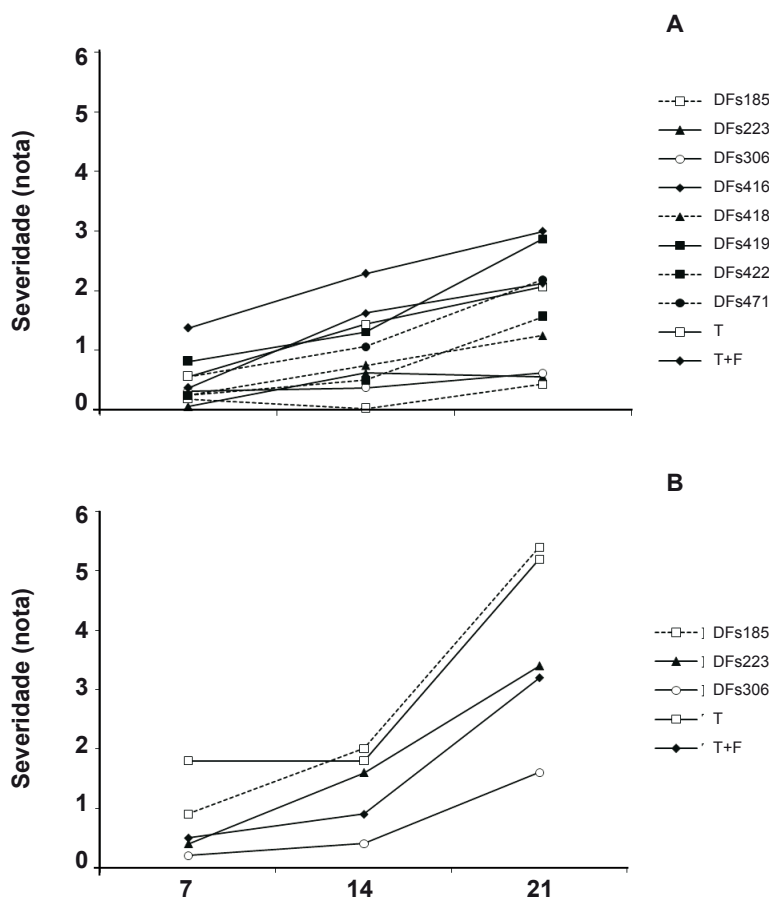 A
Severidade (nota)
6
5
4
3
2
1
0
DFs185
DFs223
DFs306
DFs416
DFs418
DFs419
DFs422
DFs471
T
T+F
B
Severidade (nota)
6
5
4
3
2
1
0
DFs185
DFs223
DFs306
T
T+F
7 14 21